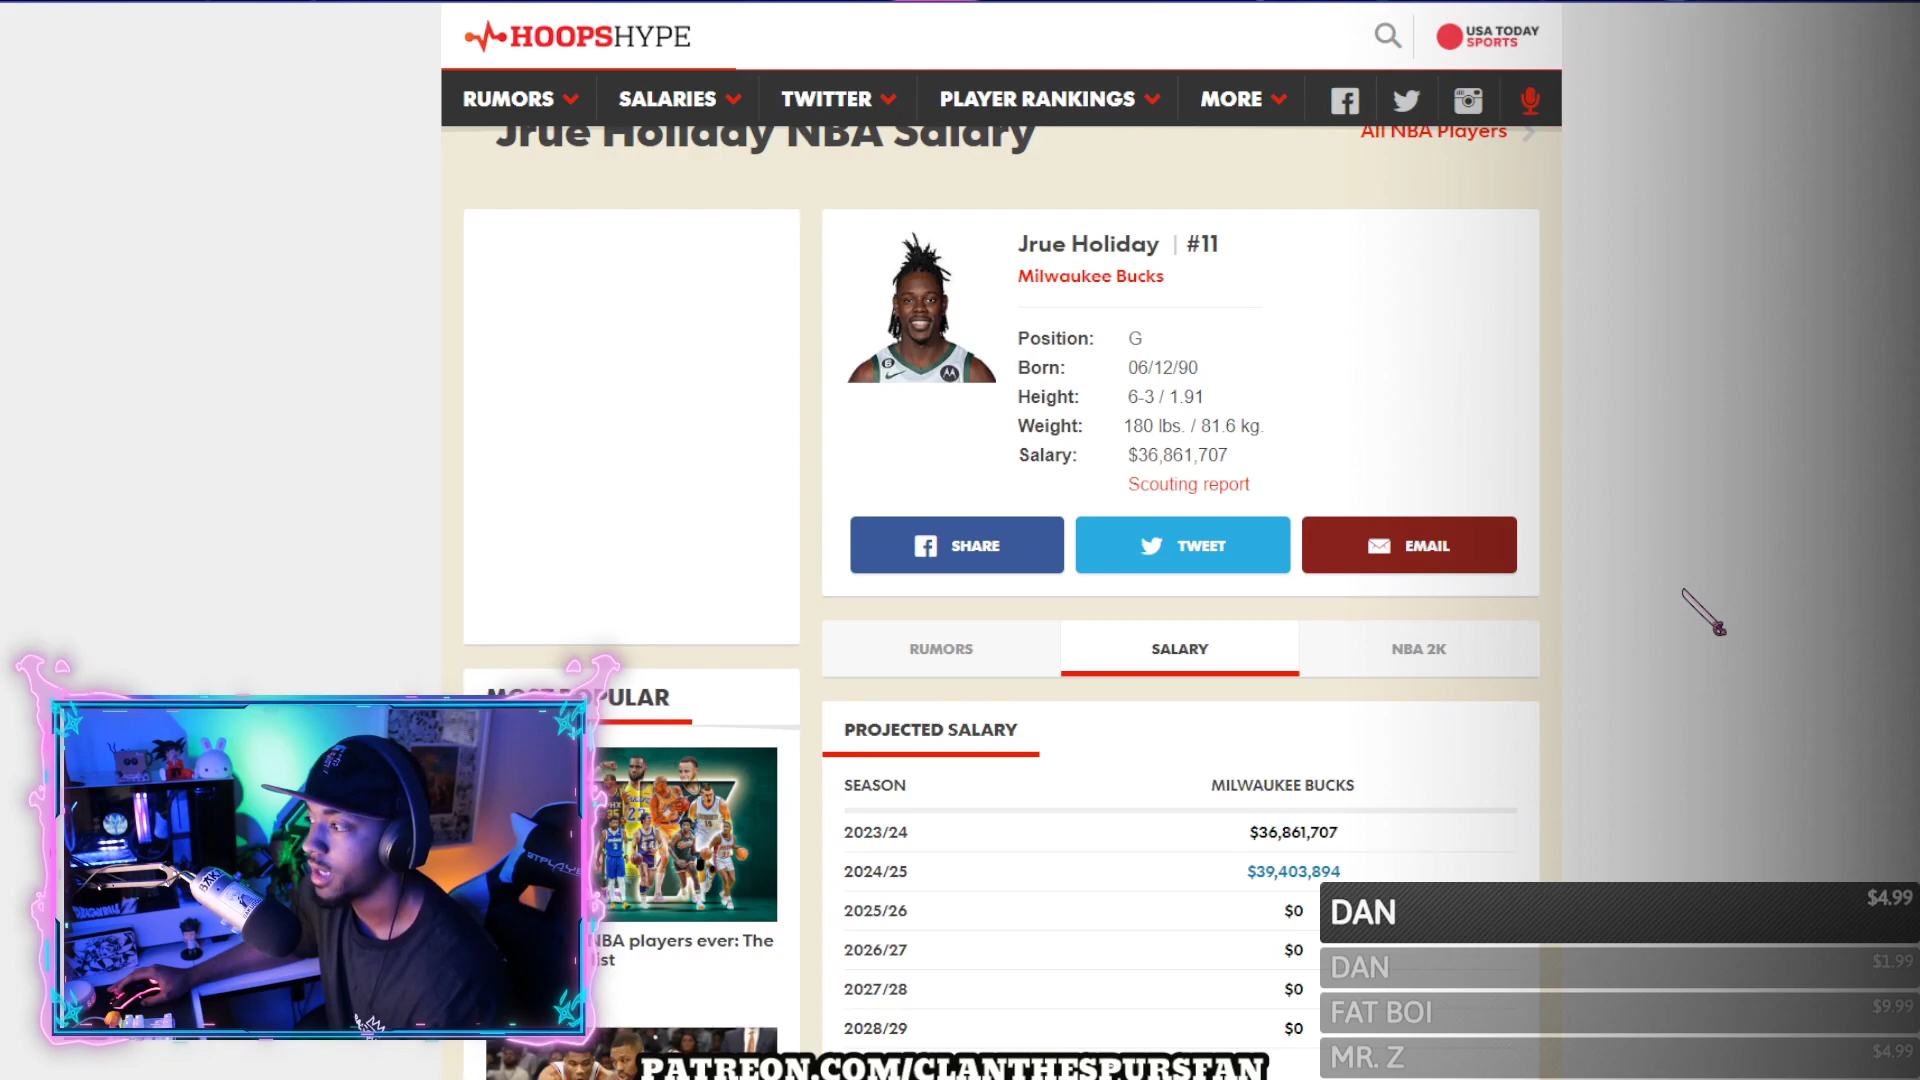 HOOPSHYPE
USA TODAY
SPORTS
RUMORS
SALARIES
TWITTER
PLAYER RANKINGS
MORE
Jrue Holiday NBA Salary
All NBA Players
Jrue Holiday | #11
Milwaukee Bucks
Position: G
Born: 06/12/90
Height: 6-3 / 1.91
Weight: 180 lbs. / 81.6 kg.
Salary: $36,861,707
Scouting report
SHARE
TWEET
EMAIL
RUMORS
SALARY
NBA 2K
MOST POPULAR
NBA players ever: The
list
PROJECTED SALARY
SEASON MILWAUKEE BUCKS
2023/24 $36,861,707
2024/25 $39,403,894
2025/26 $0
2026/27 $0
2027/28 $0
2028/29 $0
DAN $4.99
DAN $1.99
FAT BOI $9.99
MR. Z $4.99
PATREON.COM/CLANTHESPURSFAN